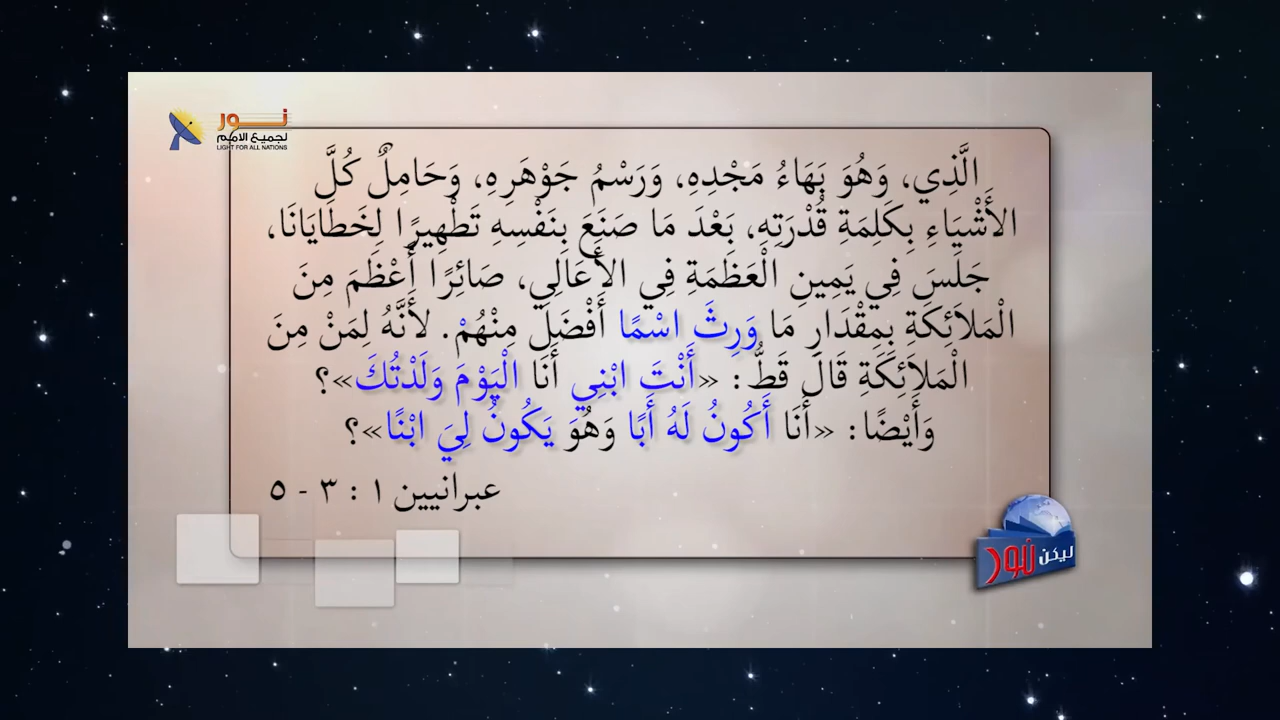 نور
لجميع الامم
LIGHT FOR ALL NATIONS
الَّذِي، وَهُوَ بَهَاءُ مَجْدِهِ، وَرَسْمُ جَوْهَرِهِ، وَحَامِلٌ كُلَّ
الأَشْيَاءِ بِكَلِمَةِ قُدْرَتِهِ، بَعْدَ مَا صَنَعَ بِنَفْسِهِ تَطْهِيرًا لِخَطَايَانَا،
جَلَسَ فِي يَمِينِ الْعَظَمَةِ فِي الأَعَالِي، صَائِرًا أَعْظَمَ مِنَ
الْمَلاَئِكَةِ بِمِقْدَارِ مَا وَرِثَ اسْمًا أَفْضَلَ مِنْهُمْ. لأَنَّهُ لِمَنْ مِنَ
الْمَلاَئِكَةِ قَالَ قَطُّ: «أَنْتَ ابْنِي أَنَا الْيَوْمَ وَلَدْتُكَ»؟
وَأَيْضًا: «أَنَا أَكُونُ لَهُ أَبًا وَهُوَ يَكُونُ لِيَ ابْنًا»؟
عبرانيين ١ : ٣ - ٥
ليكن نور